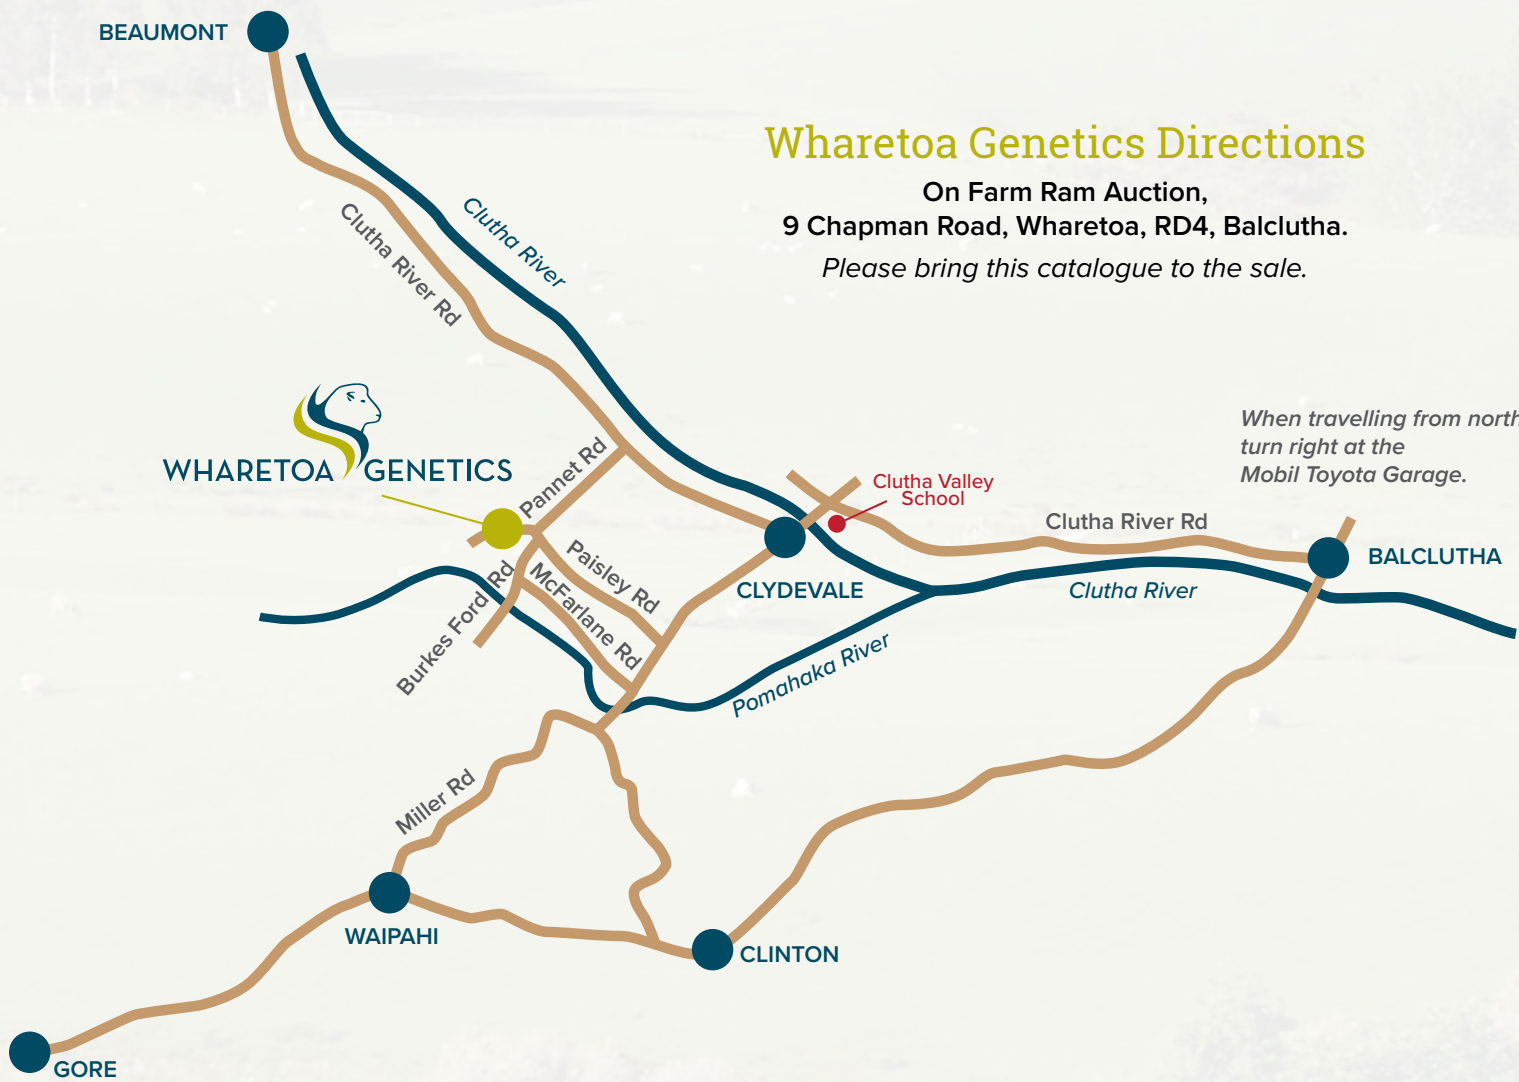 BEAUMONT
Wharetoa Genetics Directions
On Farm Ram Auction,
9 Chapman Road, Wharetoa, RD4, Balclutha.
Please bring this catalogue to the sale.
Clutha River
Clutha River Rd
When travelling from north
turn right at the
Mobil Toyota Garage.
WHARETOA GENETICS
Pannet Rd
Clutha Valley
School
Clutha River Rd
BALCLUTHA
Paisley Rd
McFarlane Rd
Burkes Ford Rd
CLYDEVALE
Clutha River
Pomahaka River
Miller Rd
WAIPAHI
CLINTON
GORE